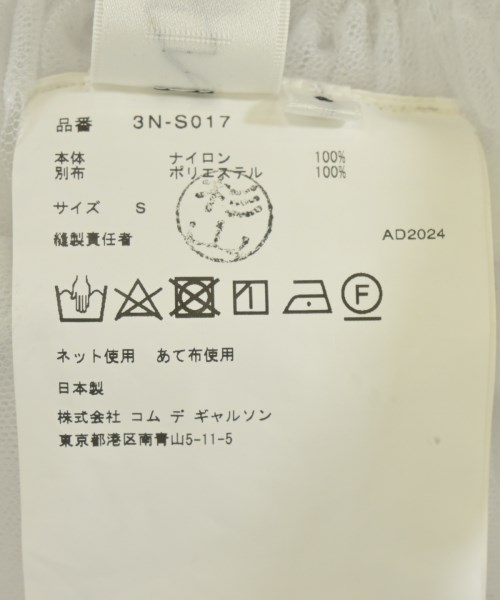 品番 3N-S017
本体 ナイロン 100%
別布 ポリエステル 100%
サイズ S
縫製責任者
AD2024
F
ネット使用 あて布使用
日本製
株式会社 コム デ ギャルソン
東京都港区南青山5-11-5